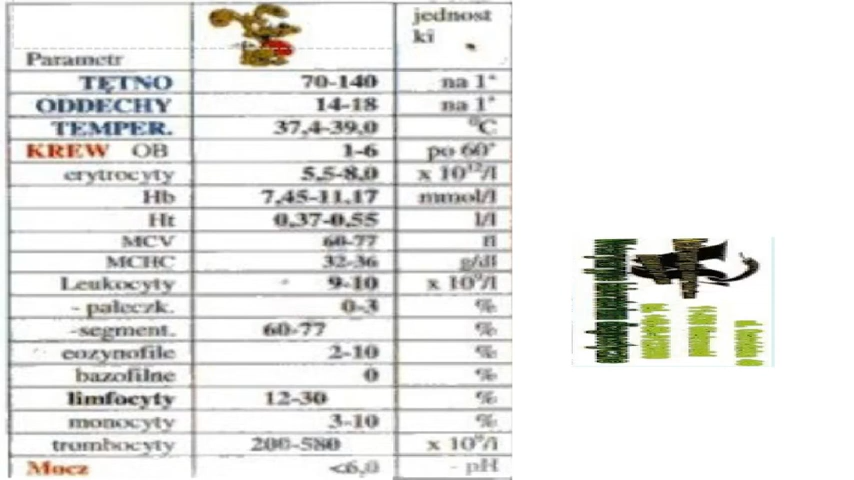 jednost
ki
Parametr
TĘTNO 70-140 na 1'
ODDECHY 14-18 na 1'
TEMPER. 37,4-39,0 °C
KREW OB 1-6 po 60'
erytrocyty 5,5-8,0 x 10¹²/l
Hb 7,45-11,17 mmol/l
Ht 0,37-0,55 l/l
MCV 60-77 fl
MCHC 32-36 g/dl
Leukocyty 9-10 x 10⁹/l
- pałeczk. 0-3 %
-segment. 60-77 %
eozynofile 2-10 %
bazofilne 0 %
limfocyty 12-30 %
monocyty 3-10 %
trombocyty 200-580 x 10⁹/l
Mocz <6,0 - pH